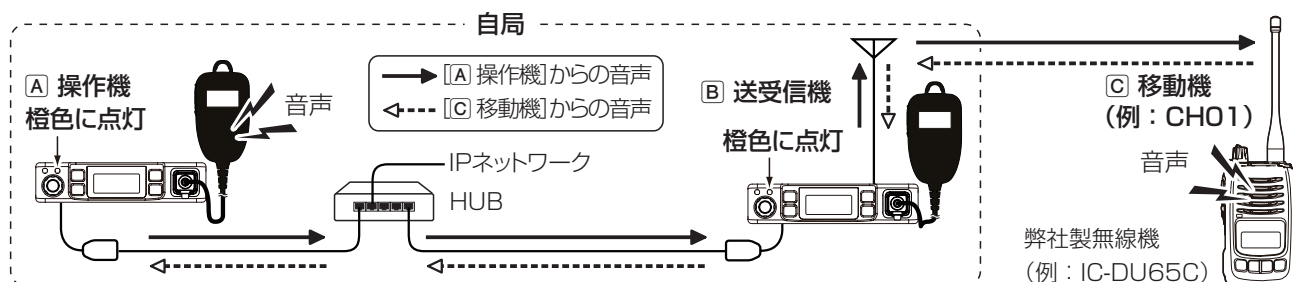 自局
[A 操作機]からの音声
[C 移動機]からの音声
A 操作機
橙色に点灯
音声
IPネットワーク
HUB
B 送受信機
橙色に点灯
C 移動機
(例:CH01)
音声
弊社製無線機
(例:IC-DU65C)